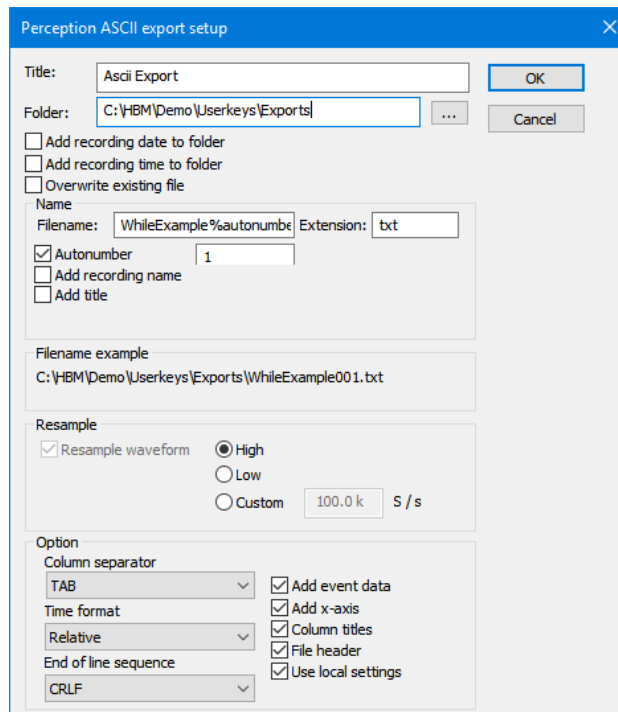 Perception ASCII export setup
Title: Ascii Export OK
Folder: C:\HBM\Demo\Userkeys\Exports ... Cancel
Add recording date to folder
Add recording time to folder
Overwrite existing file
Name
Filename: WhileExample%autonumbe Extension: txt
Autonumber 1
Add recording name
Add title
Filename example
C:\HBM\Demo\Userkeys\Exports\WhileExample001.txt
Resample
Resample waveform High
Low
Custom 100.0 k S / s
Option
Column separator
TAB Add event data
Add x-axis
Time format Column titles
Relative File header
End of line sequence Use local settings
CRLF